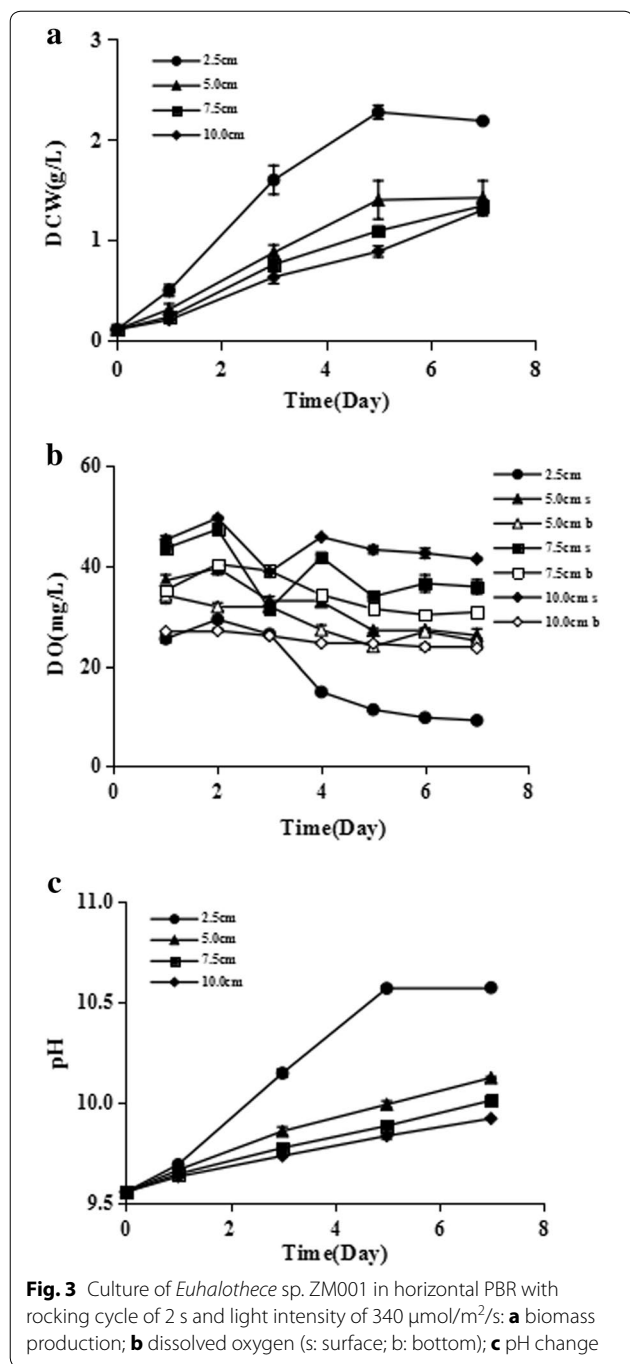 a
3
2
1
0
DCW(g/L)
2.5cm
5.0cm
7.5cm
10.0cm
0 2 4 6 8
Time(Day)
b
60
40
20
0
DO(mg/L)
2.5cm
5.0cm s
5.0cm b
7.5cm s
7.5cm b
10.0cm s
10.0cm b
0 2 4 6 8
Time(Day)
c
11.0
10.5
10.0
9.5
pH
2.5cm
5.0cm
7.5cm
10.0cm
0 2 4 6 8
Time(Day)
Fig. 3 Culture of Euhalothece sp. ZM001 in horizontal PBR with
rocking cycle of 2 s and light intensity of 340 μmol/m²/s: a biomass
production; b dissolved oxygen (s: surface; b: bottom); c pH change